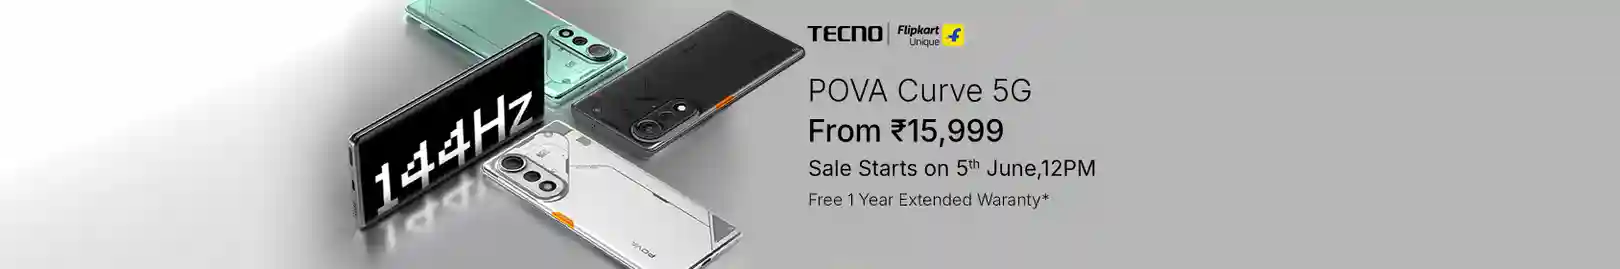 TECNO | Flipkart
Unique
POVA Curve 5G
From ₹15,999
Sale Starts on 5th June,12PM
Free 1 Year Extended Waranty*
144Hz
POVA